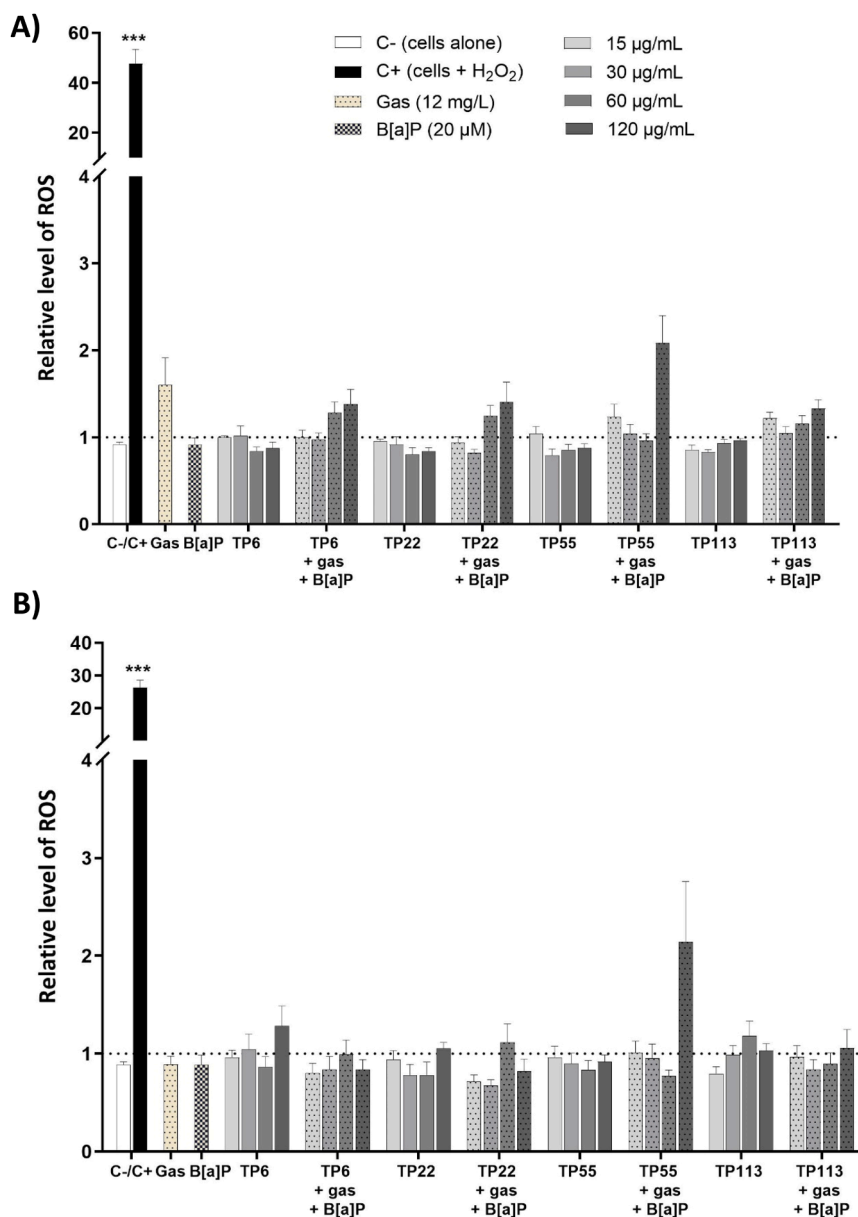 A)
***
C- (cells alone)
C+ (cells + H₂O₂)
Gas (12 mg/L)
B[a]P (20 µM)
15 µg/mL
30 µg/mL
60 µg/mL
120 µg/mL
Relative level of ROS
60
40
20
4
3
2
1
0
C-/C+ Gas B[a]P TP6 TP6 TP22 TP22 TP55 TP55 TP113 TP113
+ gas + gas + gas + gas
+ B[a]P + B[a]P + B[a]P + B[a]P
B)
***
Relative level of ROS
40
30
20
4
3
2
1
0
C-/C+ Gas B[a]P TP6 TP6 TP22 TP22 TP55 TP55 TP113 TP113
+ gas + gas + gas + gas
+ B[a]P + B[a]P + B[a]P + B[a]P